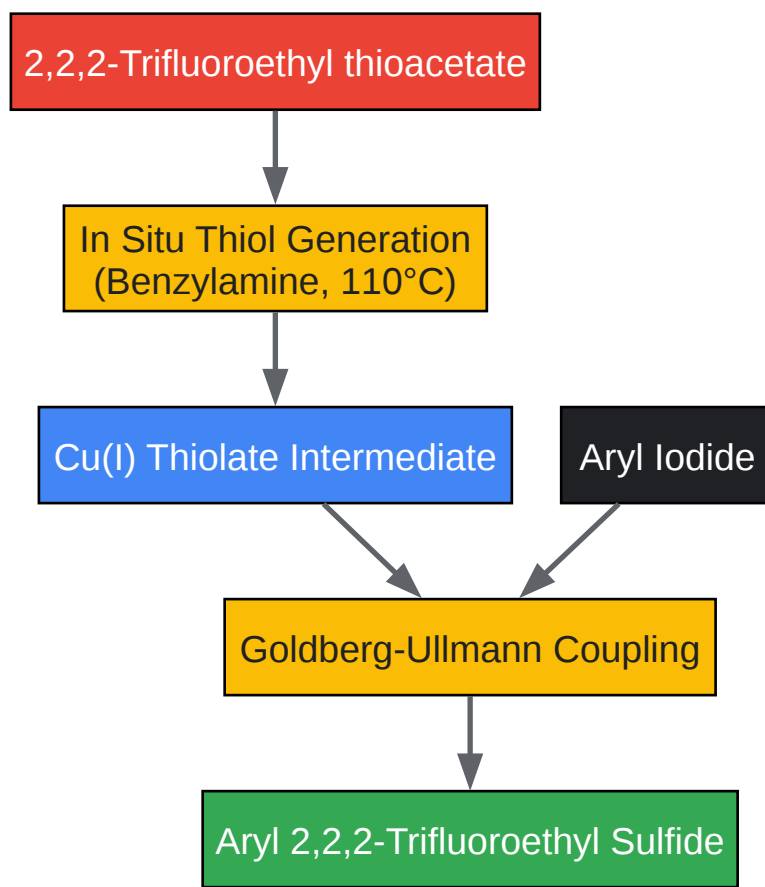 2,2,2-Trifluoroethyl thioacetate
In Situ Thiol Generation
(Benzylamine, 110°C)
Cu(I) Thiolate Intermediate
Aryl Iodide
Goldberg-Ullmann Coupling
Aryl 2,2,2-Trifluoroethyl Sulfide